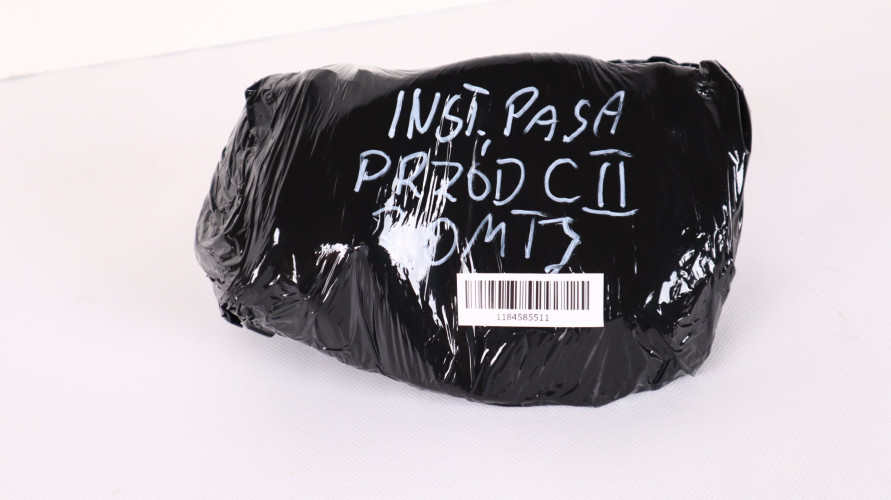 INST. PASA
PRZÓD C II
1184585511